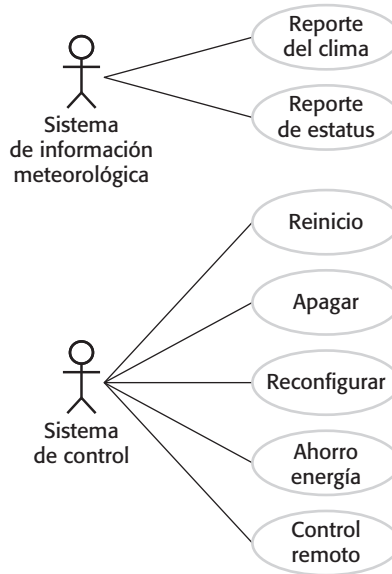 Reporte
del clima
Reporte
de estatus
Sistema
de información
meteorológica
Reinicio
Apagar
Reconfigurar
Sistema
de control
Ahorro
energía
Control
remoto